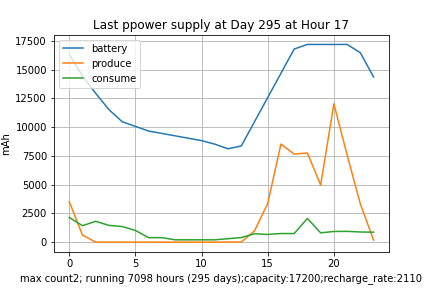 Last ppower supply at Day 295 at Hour 17
17500
15000
12500
10000
7500
5000
2500
0
mAh
battery
produce
consume
0 5 10 15 20
max count2; running 7098 hours (295 days);capacity:17200;recharge_rate:2110